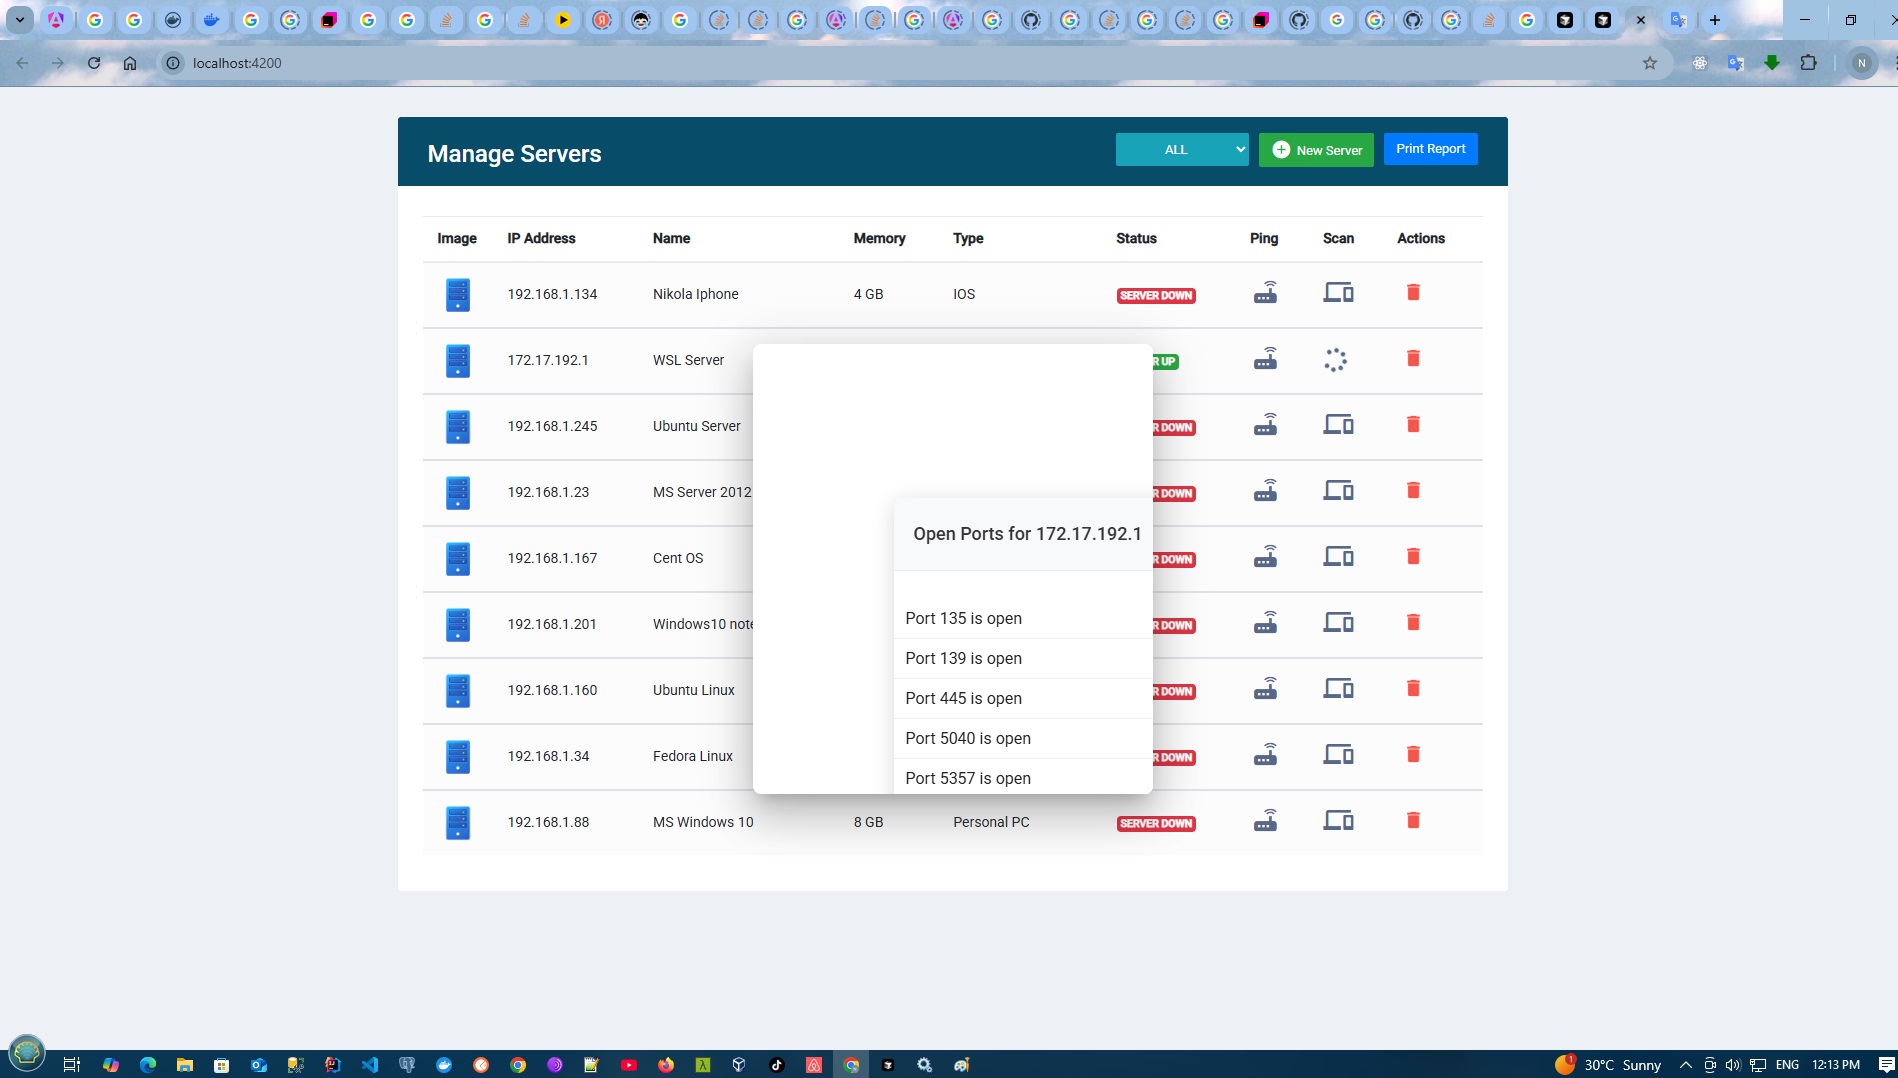 localhost:4200
N
Manage Servers
ALL
New Server
Print Report
Image IP Address Name Memory Type Status Ping Scan Actions
192.168.1.134 Nikola Iphone 4 GB IOS SERVER DOWN
172.17.192.1 WSL Server R UP
192.168.1.245 Ubuntu Server R DOWN
192.168.1.23 MS Server 2012 R DOWN
192.168.1.167 Cent OS R DOWN
192.168.1.201 Windows10 note R DOWN
192.168.1.160 Ubuntu Linux R DOWN
192.168.1.34 Fedora Linux R DOWN
192.168.1.88 MS Windows 10 8 GB Personal PC SERVER DOWN
Open Ports for 172.17.192.1
Port 135 is open
Port 139 is open
Port 445 is open
Port 5040 is open
Port 5357 is open
1
30°C Sunny
ENG
12:13 PM